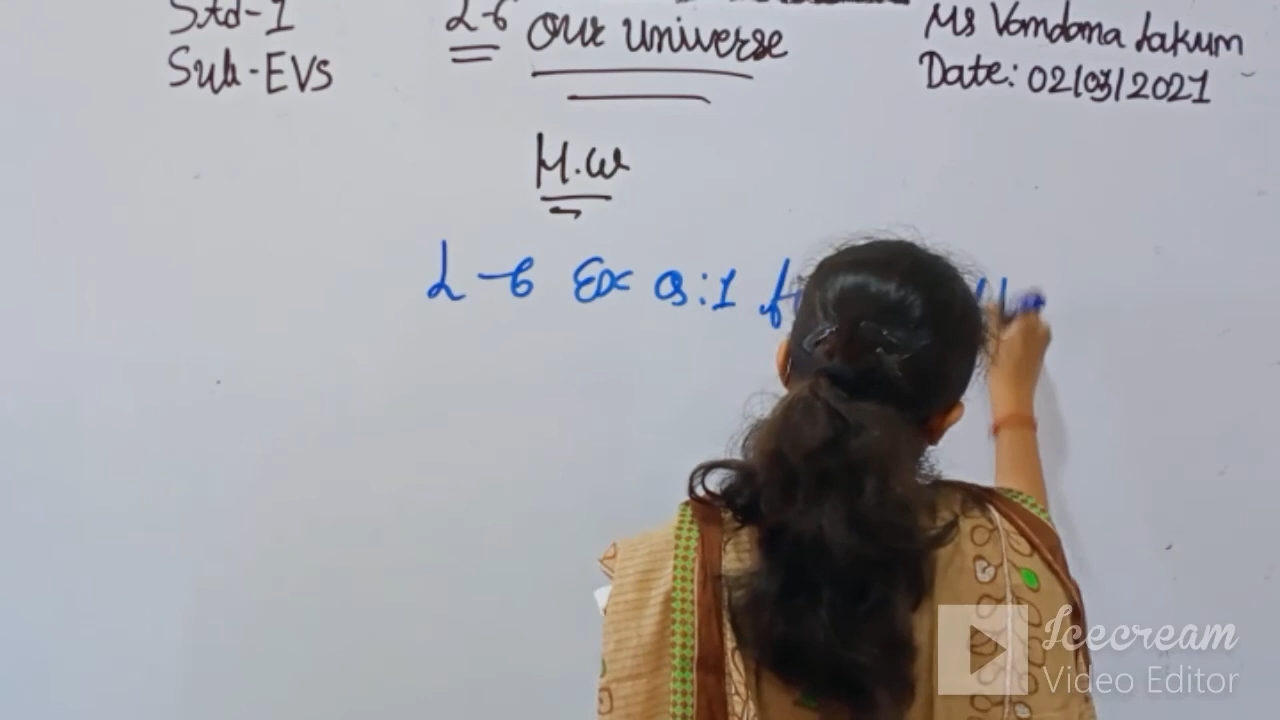 Std-1
L-6 Our Universe
Ms Vandana Lakum
Sub-EVS
Date: 02/03/2021
H.W
L-6 Ex Q:1
Icecream
Video Editor